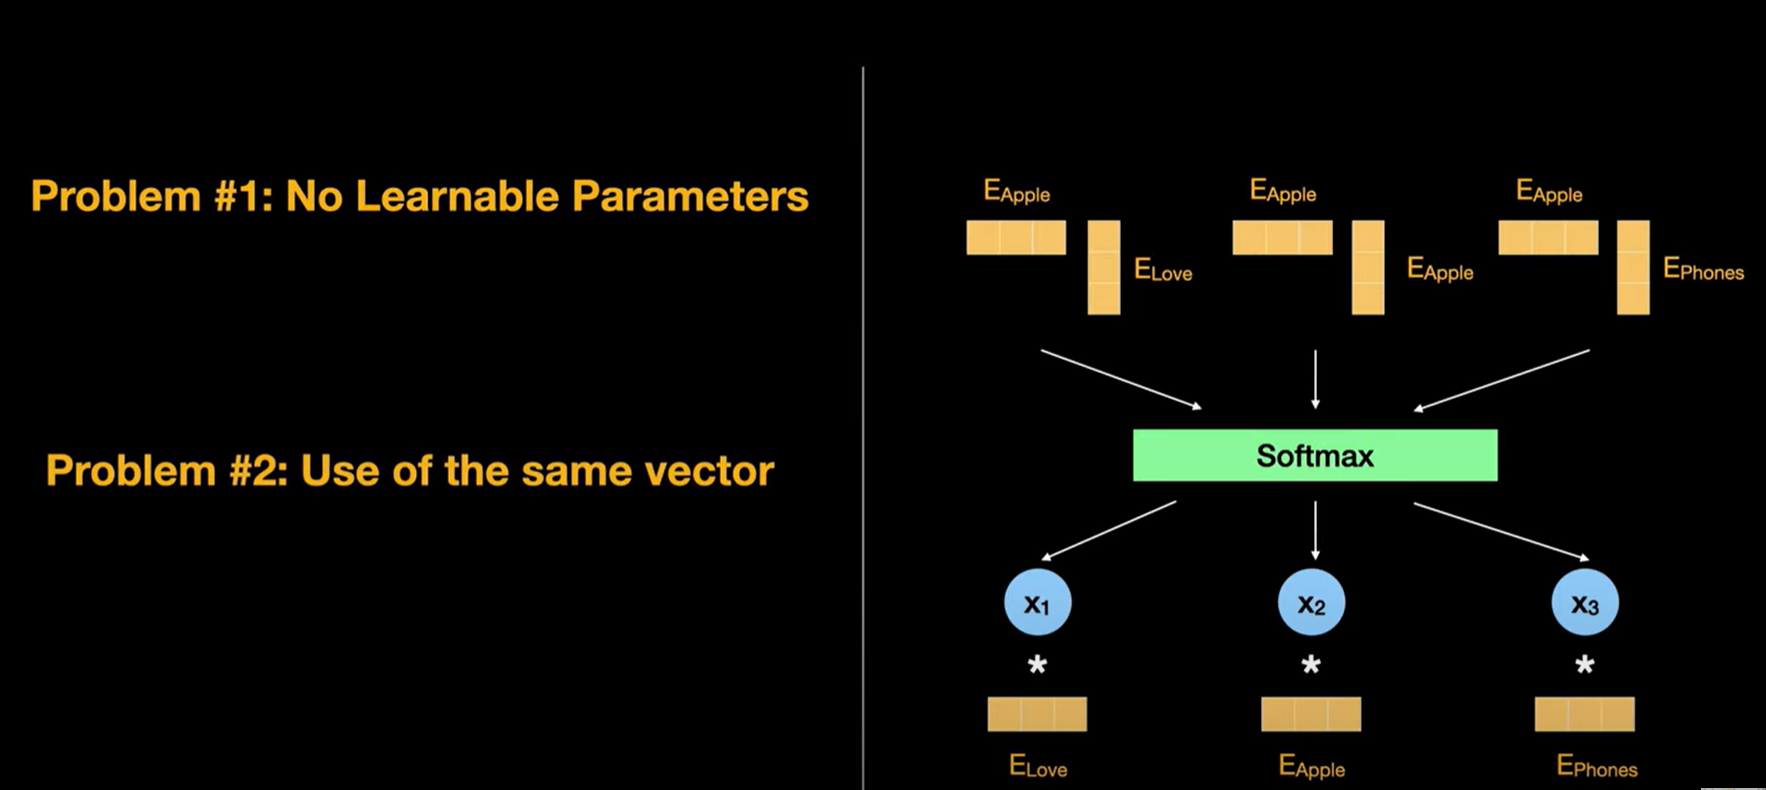 Problem #1: No Learnable Parameters
Problem #2: Use of the same vector
EApple EApple EApple
ELove EApple EPhones
Softmax
x1 x2 x3
* * *
ELove EApple EPhones